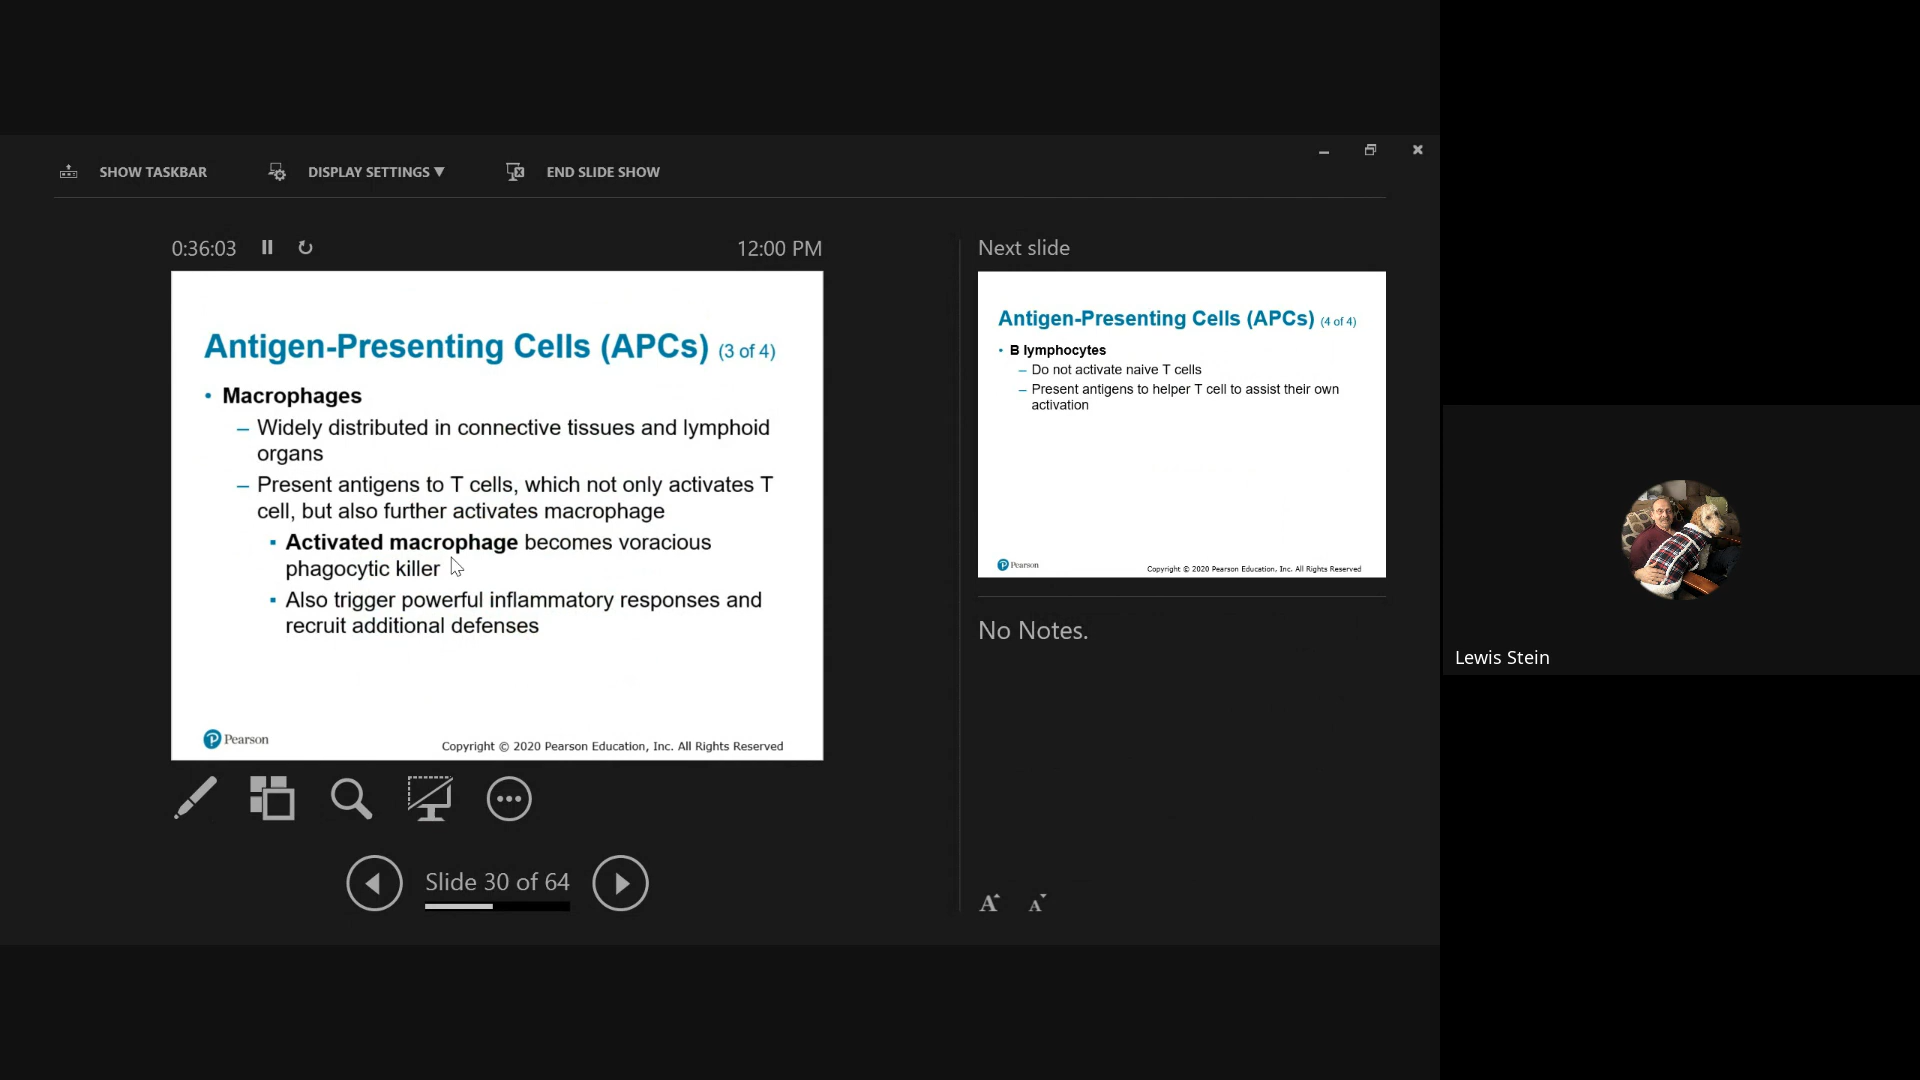 SHOW TASKBAR
DISPLAY SETTINGS ▼
END SLIDE SHOW
0:36:03
12:00 PM
Antigen-Presenting Cells (APCs) (3 of 4)
• Macrophages
– Widely distributed in connective tissues and lymphoid
organs
– Present antigens to T cells, which not only activates T
cell, but also further activates macrophage
▪ Activated macrophage becomes voracious
phagocytic killer
▪ Also trigger powerful inflammatory responses and
recruit additional defenses
Pearson
Copyright © 2020 Pearson Education, Inc. All Rights Reserved
Slide 30 of 64
Next slide
Antigen-Presenting Cells (APCs) (4 of 4)
• B lymphocytes
– Do not activate naive T cells
– Present antigens to helper T cell to assist their own
activation
Pearson
Copyright © 2020 Pearson Education, Inc. All Rights Reserved
No Notes.
A A
Lewis Stein